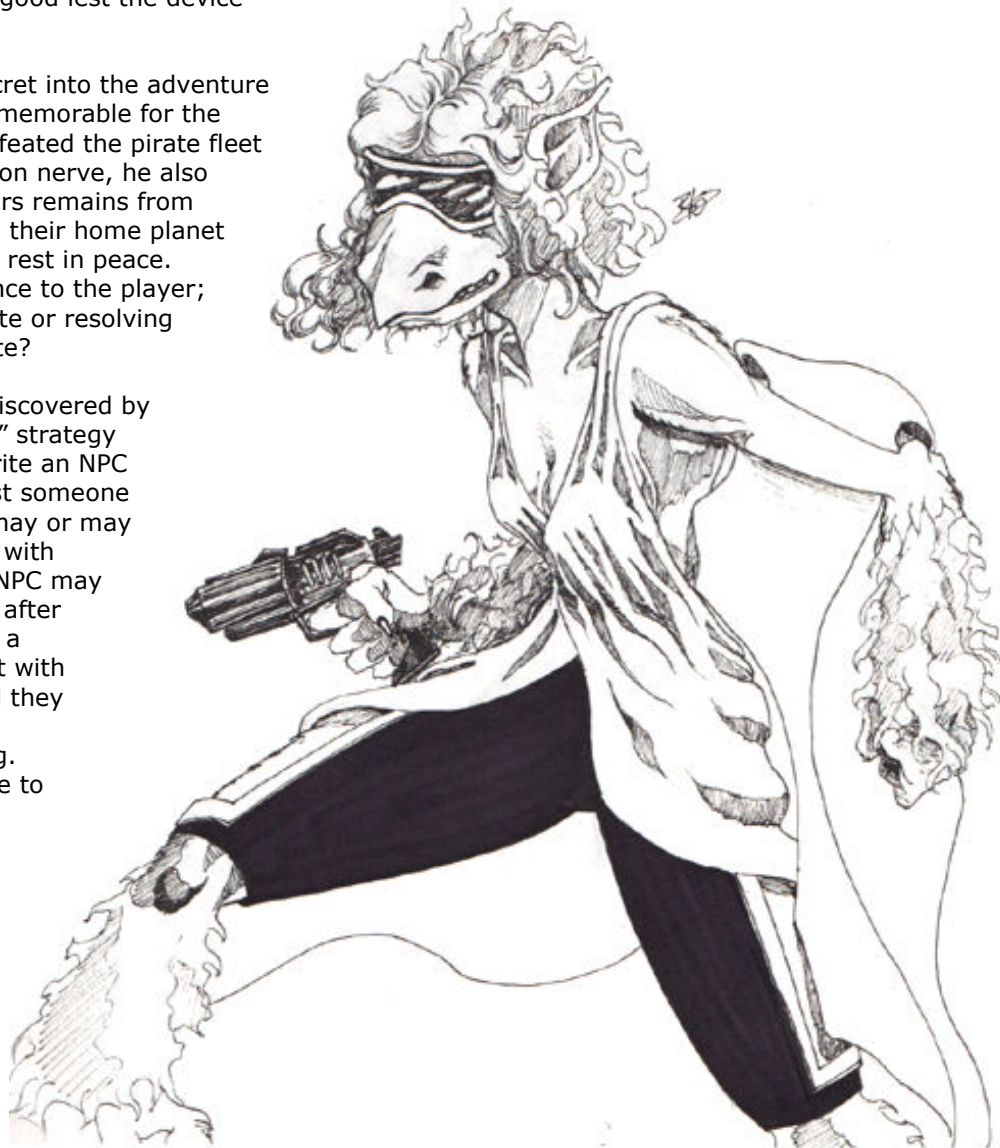 good lest the device
cret into the adventure
memorable for the
feated the pirate fleet
on nerve, he also
rs remains from
their home planet
rest in peace.
nce to the player;
te or resolving
te?
iscovered by
” strategy
rite an NPC
st someone
may or may
with
NPC may
after
a
t with
they
g.
e to